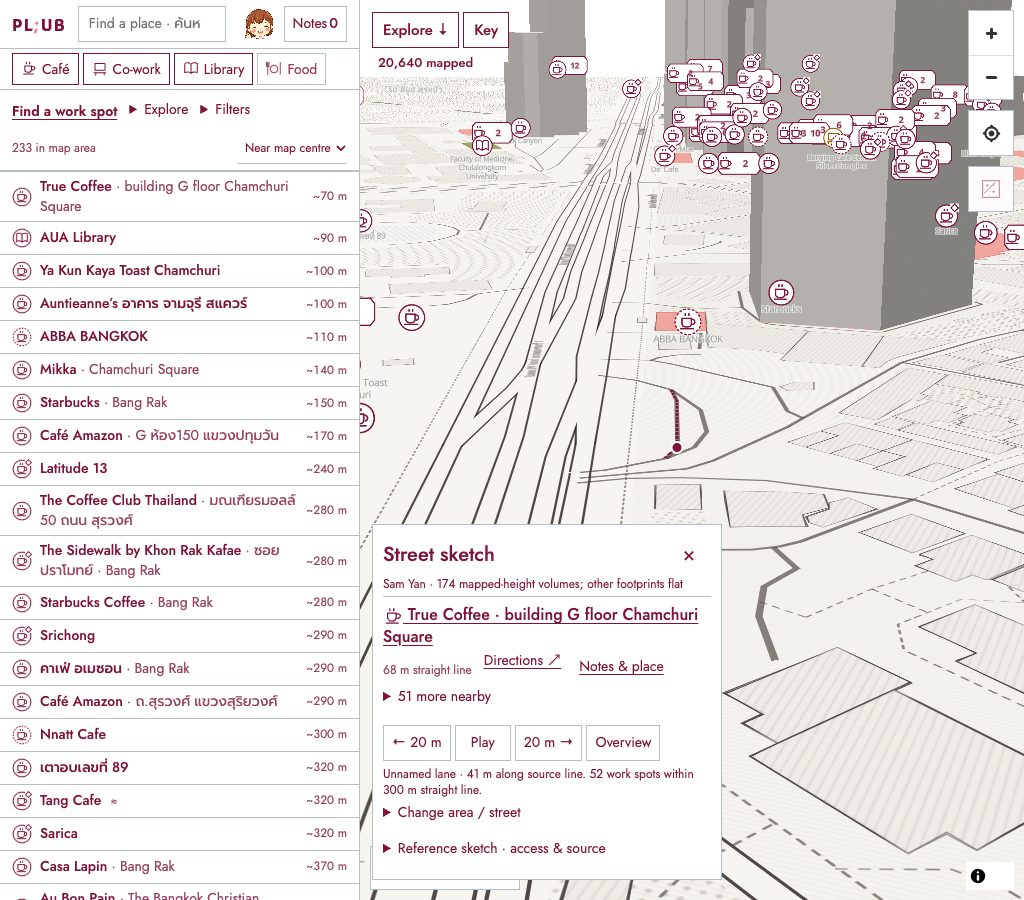 PL;UB
Find a place · ค้นห
Notes 0
Café
Co-work
Library
Food
Find a work spot
Explore
Filters
233 in map area
Near map centre
True Coffee · building G floor Chamchuri Square
~70 m
AUA Library
~90 m
Ya Kun Kaya Toast Chamchuri
~100 m
Auntieanne's อาคาร จามจุรี สแควร์
~100 m
ABBA BANGKOK
~110 m
Mikka · Chamchuri Square
~140 m
Starbucks · Bang Rak
~150 m
Café Amazon · G ห้อง150 แขวงปทุมวัน
~170 m
Latitude 13
~240 m
The Coffee Club Thailand · มณเฑียรมอลล์ 50 ถนน สุรวงศ์
~280 m
The Sidewalk by Khon Rak Kafae · ซอย ปราโมทย์ · Bang Rak
~280 m
Starbucks Coffee · Bang Rak
~280 m
Srichong
~290 m
คาเฟ่ อเมซอน · Bang Rak
~290 m
Café Amazon · ถ.สุรวงศ์ แขวงสุริยวงศ์
~290 m
Nnatt Cafe
~300 m
เตาอบเลขที่ 89
~320 m
Tang Cafe ≈
~320 m
Sarica
~320 m
Casa Lapin · Bang Rak
~370 m
Au Bon Pain · The Bangkok Christian
Explore ↓
Key
20,640 mapped
12
2
Canyon
Faculty of Medicine,
Chulalongkorn
University
De' Cafe
Sarica
Starbucks
ABBA BANGKOK
Toast
uri
Street sketch
×
Sam Yan · 174 mapped-height volumes; other footprints flat
True Coffee · building G floor Chamchuri
Square
68 m straight line
Directions ↗
Notes & place
51 more nearby
← 20 m
Play
20 m →
Overview
Unnamed lane · 41 m along source line. 52 work spots within
300 m straight line.
Change area / street
Reference sketch · access & source